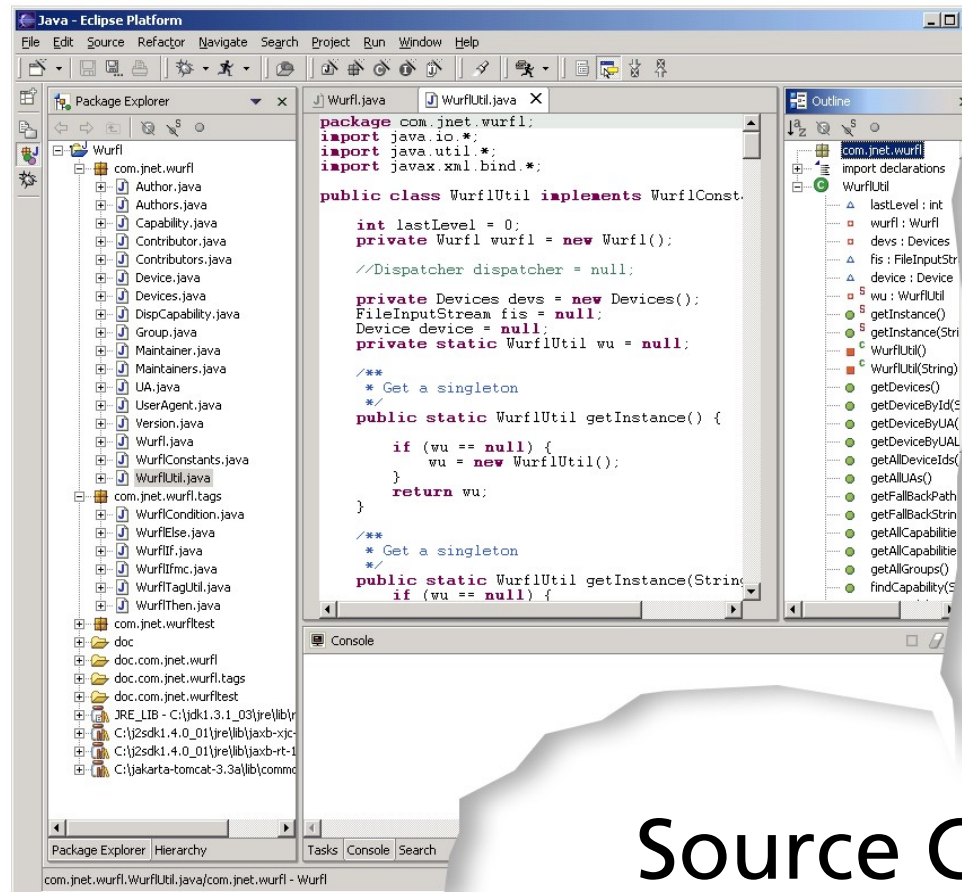 Java - Eclipse Platform
File Edit Source Refactor Navigate Search Project Run Window Help
Package Explorer
Wurfl
com.jnet.wurfl
Author.java
Authors.java
Capability.java
Contributor.java
Contributors.java
Device.java
Devices.java
DispCapability.java
Group.java
Maintainer.java
Maintainers.java
UA.java
UserAgent.java
Version.java
Wurfl.java
WurflConstants.java
WurflUtil.java
com.jnet.wurfl.tags
WurflCondition.java
WurflElse.java
WurflIf.java
WurflIfmc.java
WurflTagUtil.java
WurflThen.java
com.jnet.wurfltest
doc
doc.com.jnet.wurfl
doc.com.jnet.wurfl.tags
doc.com.jnet.wurfltest
JRE_LIB - C:\jdk1.3.1_03\jre\lib\r
C:\j2sdk1.4.0_01\jre\lib\jaxb-xjc-
C:\j2sdk1.4.0_01\jre\lib\jaxb-rt-1
C:\jakarta-tomcat-3.3a\lib\commo
Package Explorer Hierarchy
Wurfl.java WurflUtil.java
package com.jnet.wurfl;
import java.io.*;
import java.util.*;
import javax.xml.bind.*;
public class WurflUtil implements WurflConst
int lastLevel = 0;
private Wurfl wurfl = new Wurfl();
//Dispatcher dispatcher = null;
private Devices devs = new Devices();
FileInputStream fis = null;
Device device = null;
private static WurflUtil wu = null;
/**
* Get a singleton
*/
public static WurflUtil getInstance() {
if (wu == null) {
wu = new WurflUtil();
}
return wu;
}
/**
* Get a singleton
*/
public static WurflUtil getInstance(String
if (wu == null) {
Outline
com.jnet.wurfl
import declarations
WurflUtil
lastLevel : int
wurfl : Wurfl
devs : Devices
fis : FileInputStr
device : Device
wu : WurflUtil
getInstance()
getInstance(Stri
WurflUtil()
WurflUtil(String)
getDevices()
getDeviceById(S
getDeviceByUA(
getDeviceByUAL
getAllDeviceIds(
getAllUAs()
getFallBackPath
getFallBackStrin
getAllCapabilitie
getAllCapabilitie
getAllGroups()
findCapability(S
Console
Tasks Console Search
com.jnet.wurfl.WurflUtil.java/com.jnet.wurfl - Wurfl
Source C